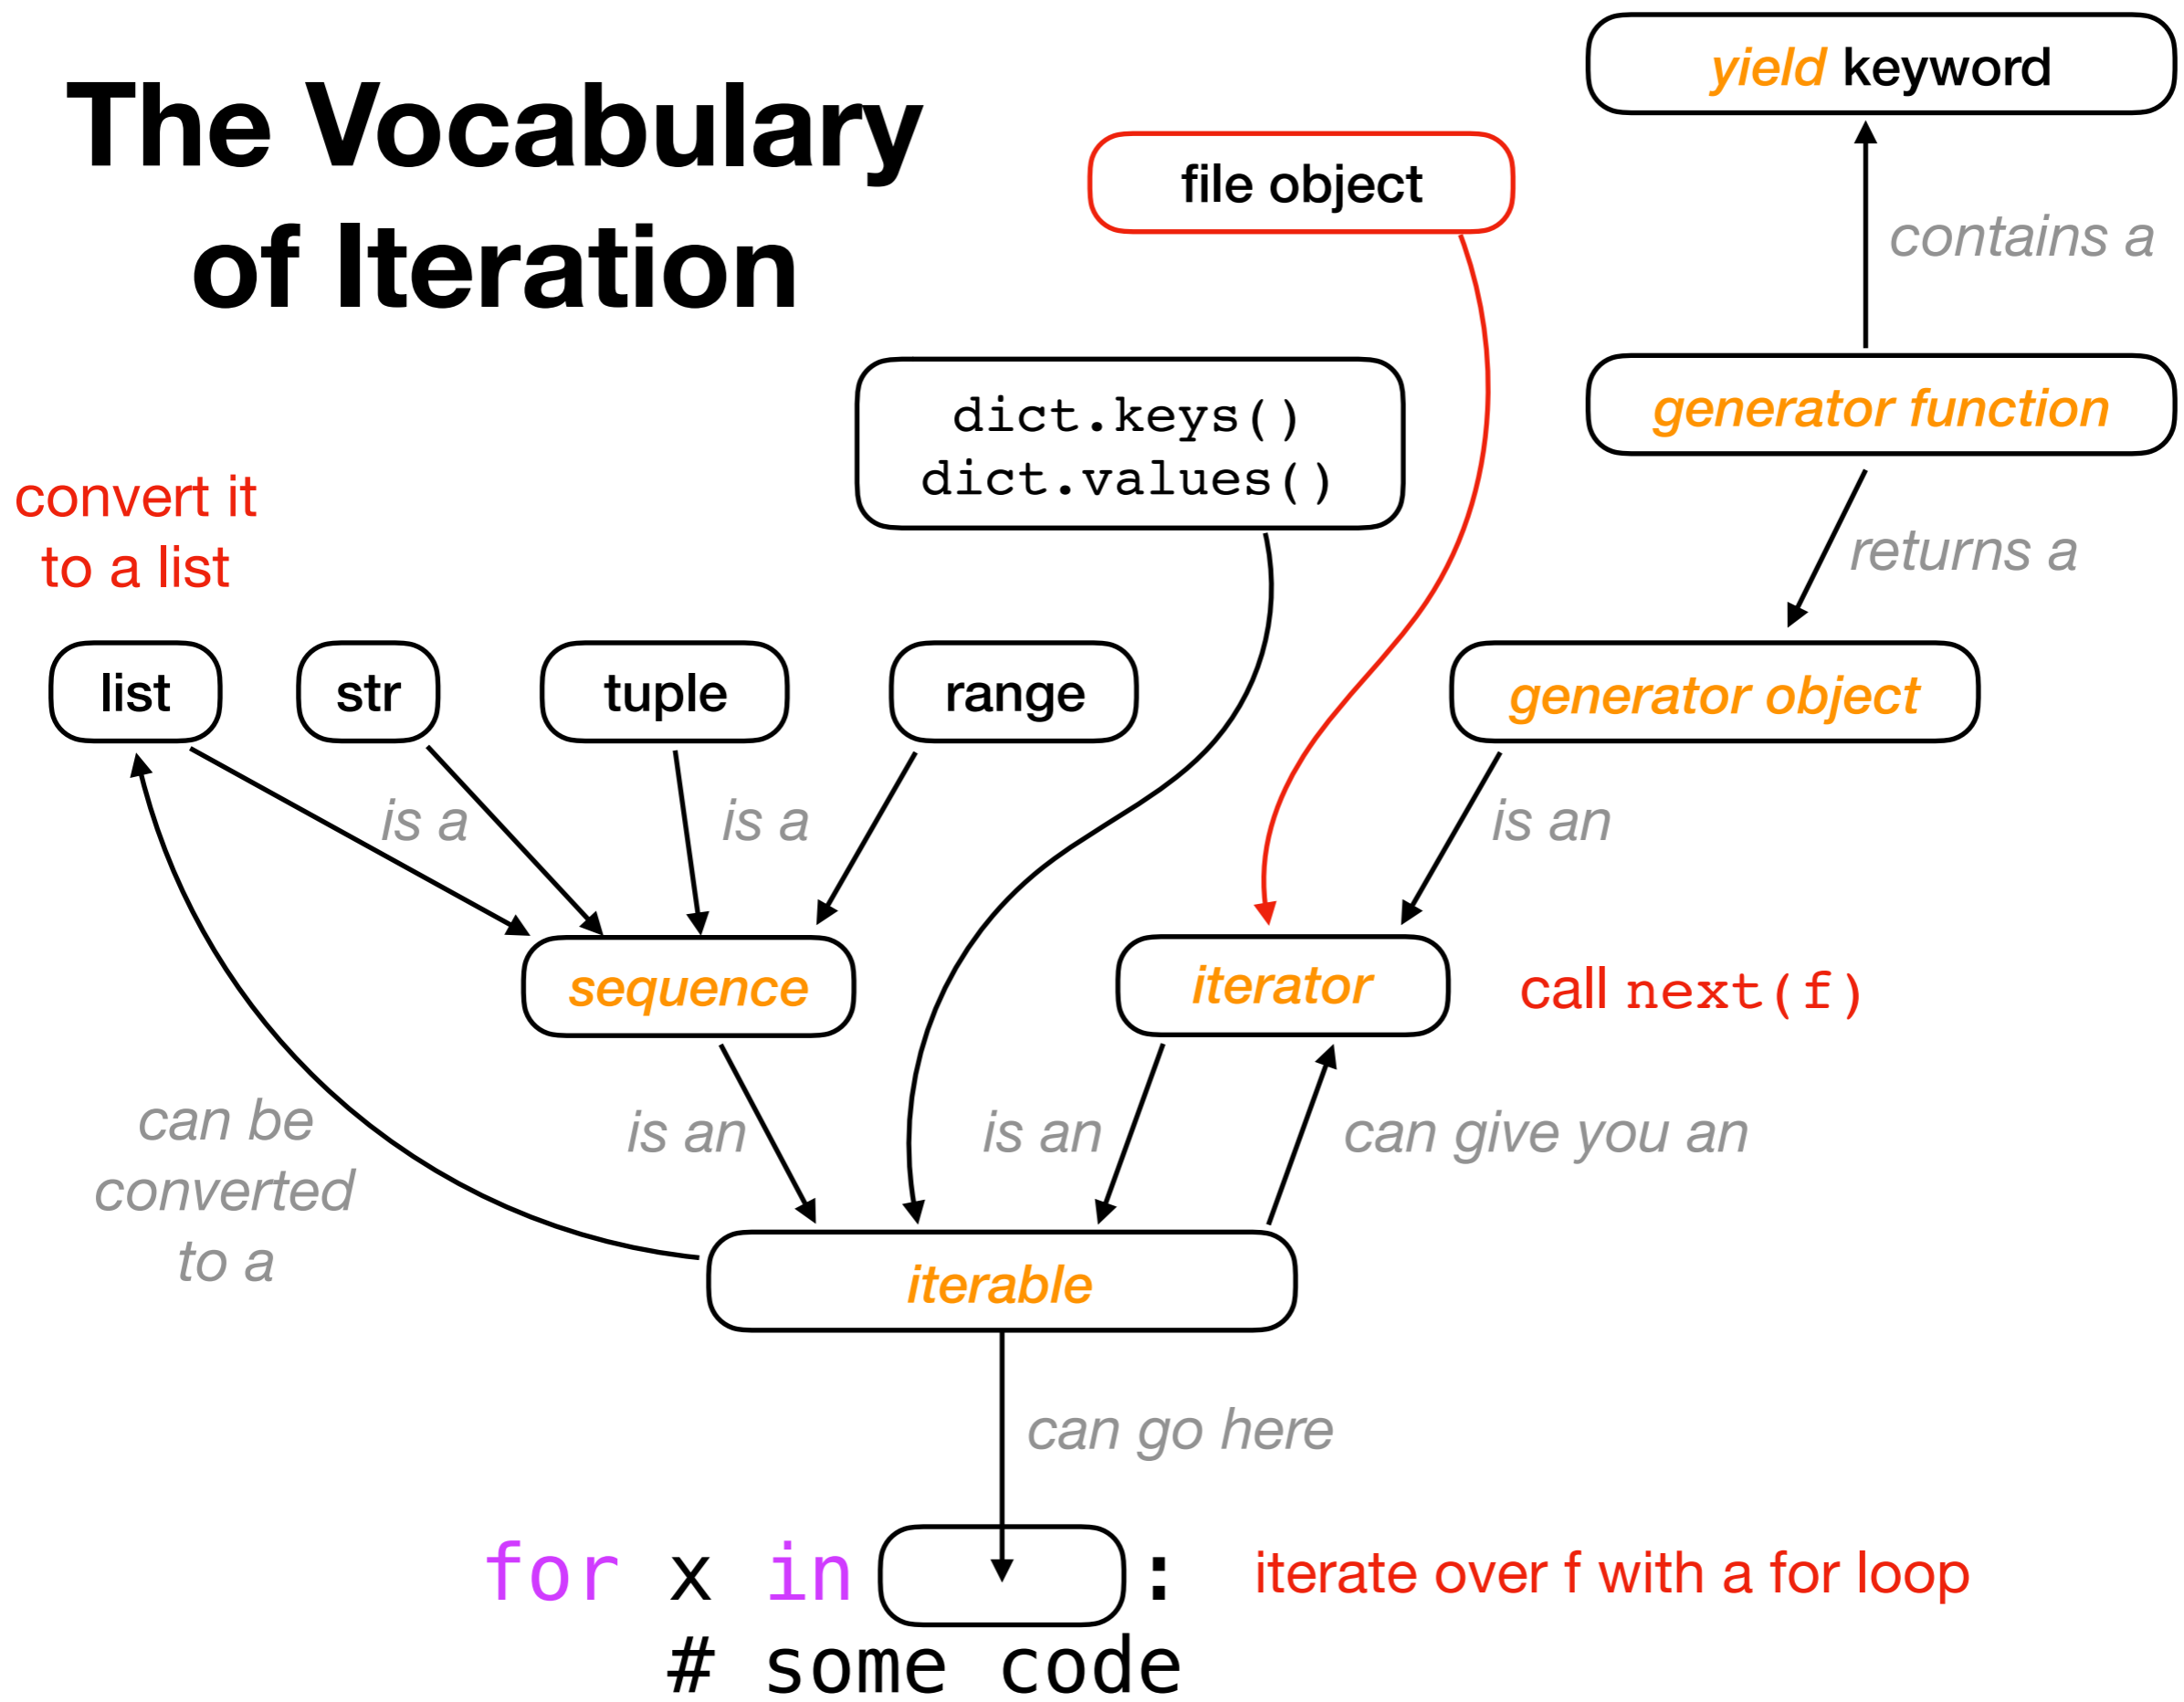 The Vocabulary
of Iteration
yield keyword
file object
contains a
dict.keys()
dict.values()
generator function
convert it
to a list
returns a
list
str
tuple
range
generator object
is a
is a
is an
sequence
iterator
call next(f)
can be
converted
to a
is an
is an
can give you an
iterable
can go here
for x in :
iterate over f with a for loop
# some code